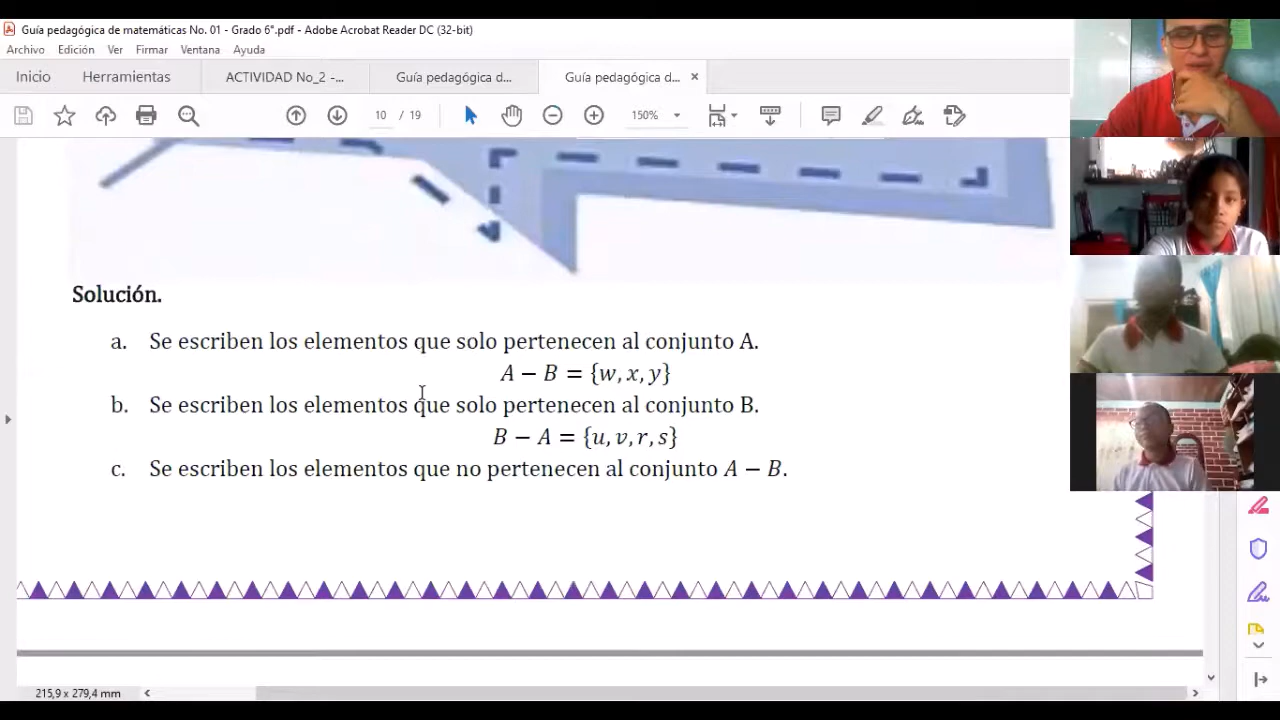 Guía pedagógica de matemáticas No. 01 - Grado 6°.pdf - Adobe Acrobat Reader DC (32-bit)
Archivo Edición Ver Firmar Ventana Ayuda
Inicio Herramientas ACTIVIDAD No_2 -... Guía pedagógica d... Guía pedagógica d... ×
10 / 19 150%
Solución.
a. Se escriben los elementos que solo pertenecen al conjunto A.
A − B = {w, x, y}
b. Se escriben los elementos que solo pertenecen al conjunto B.
B − A = {u, v, r, s}
c. Se escriben los elementos que no pertenecen al conjunto A − B.
215,9 x 279,4 mm